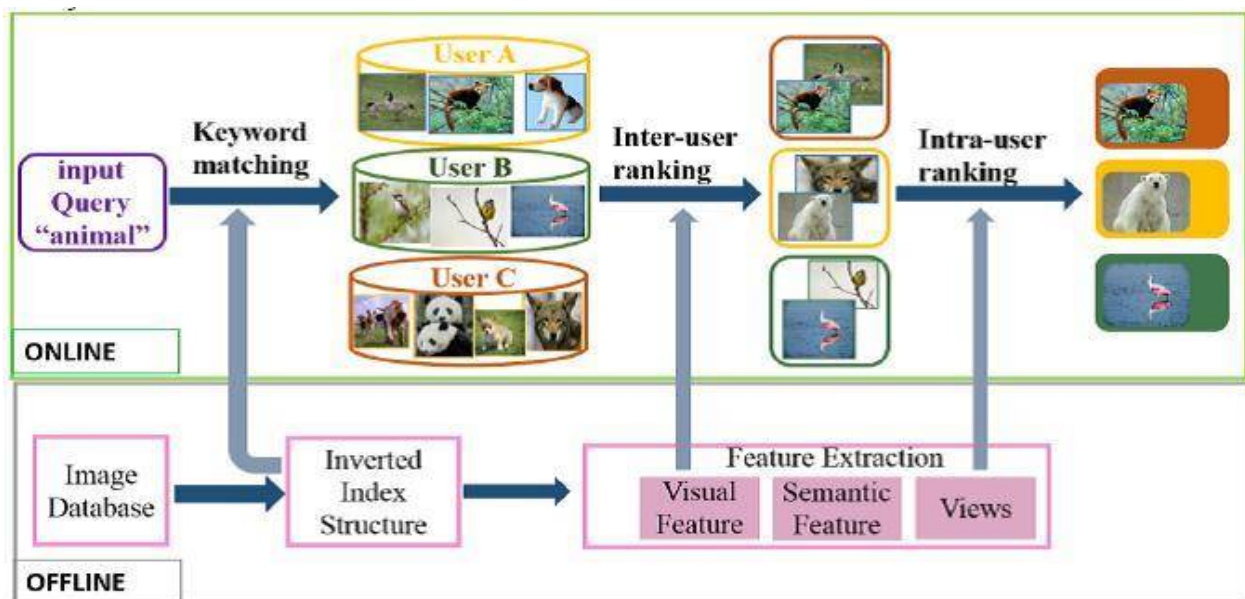 User A
Keyword
matching
input
Query
“animal”
User B
User C
Inter-user
ranking
Intra-user
ranking
ONLINE
Image
Database
Inverted
Index
Structure
Feature Extraction
Visual
Feature
Semantic
Feature
Views
OFFLINE